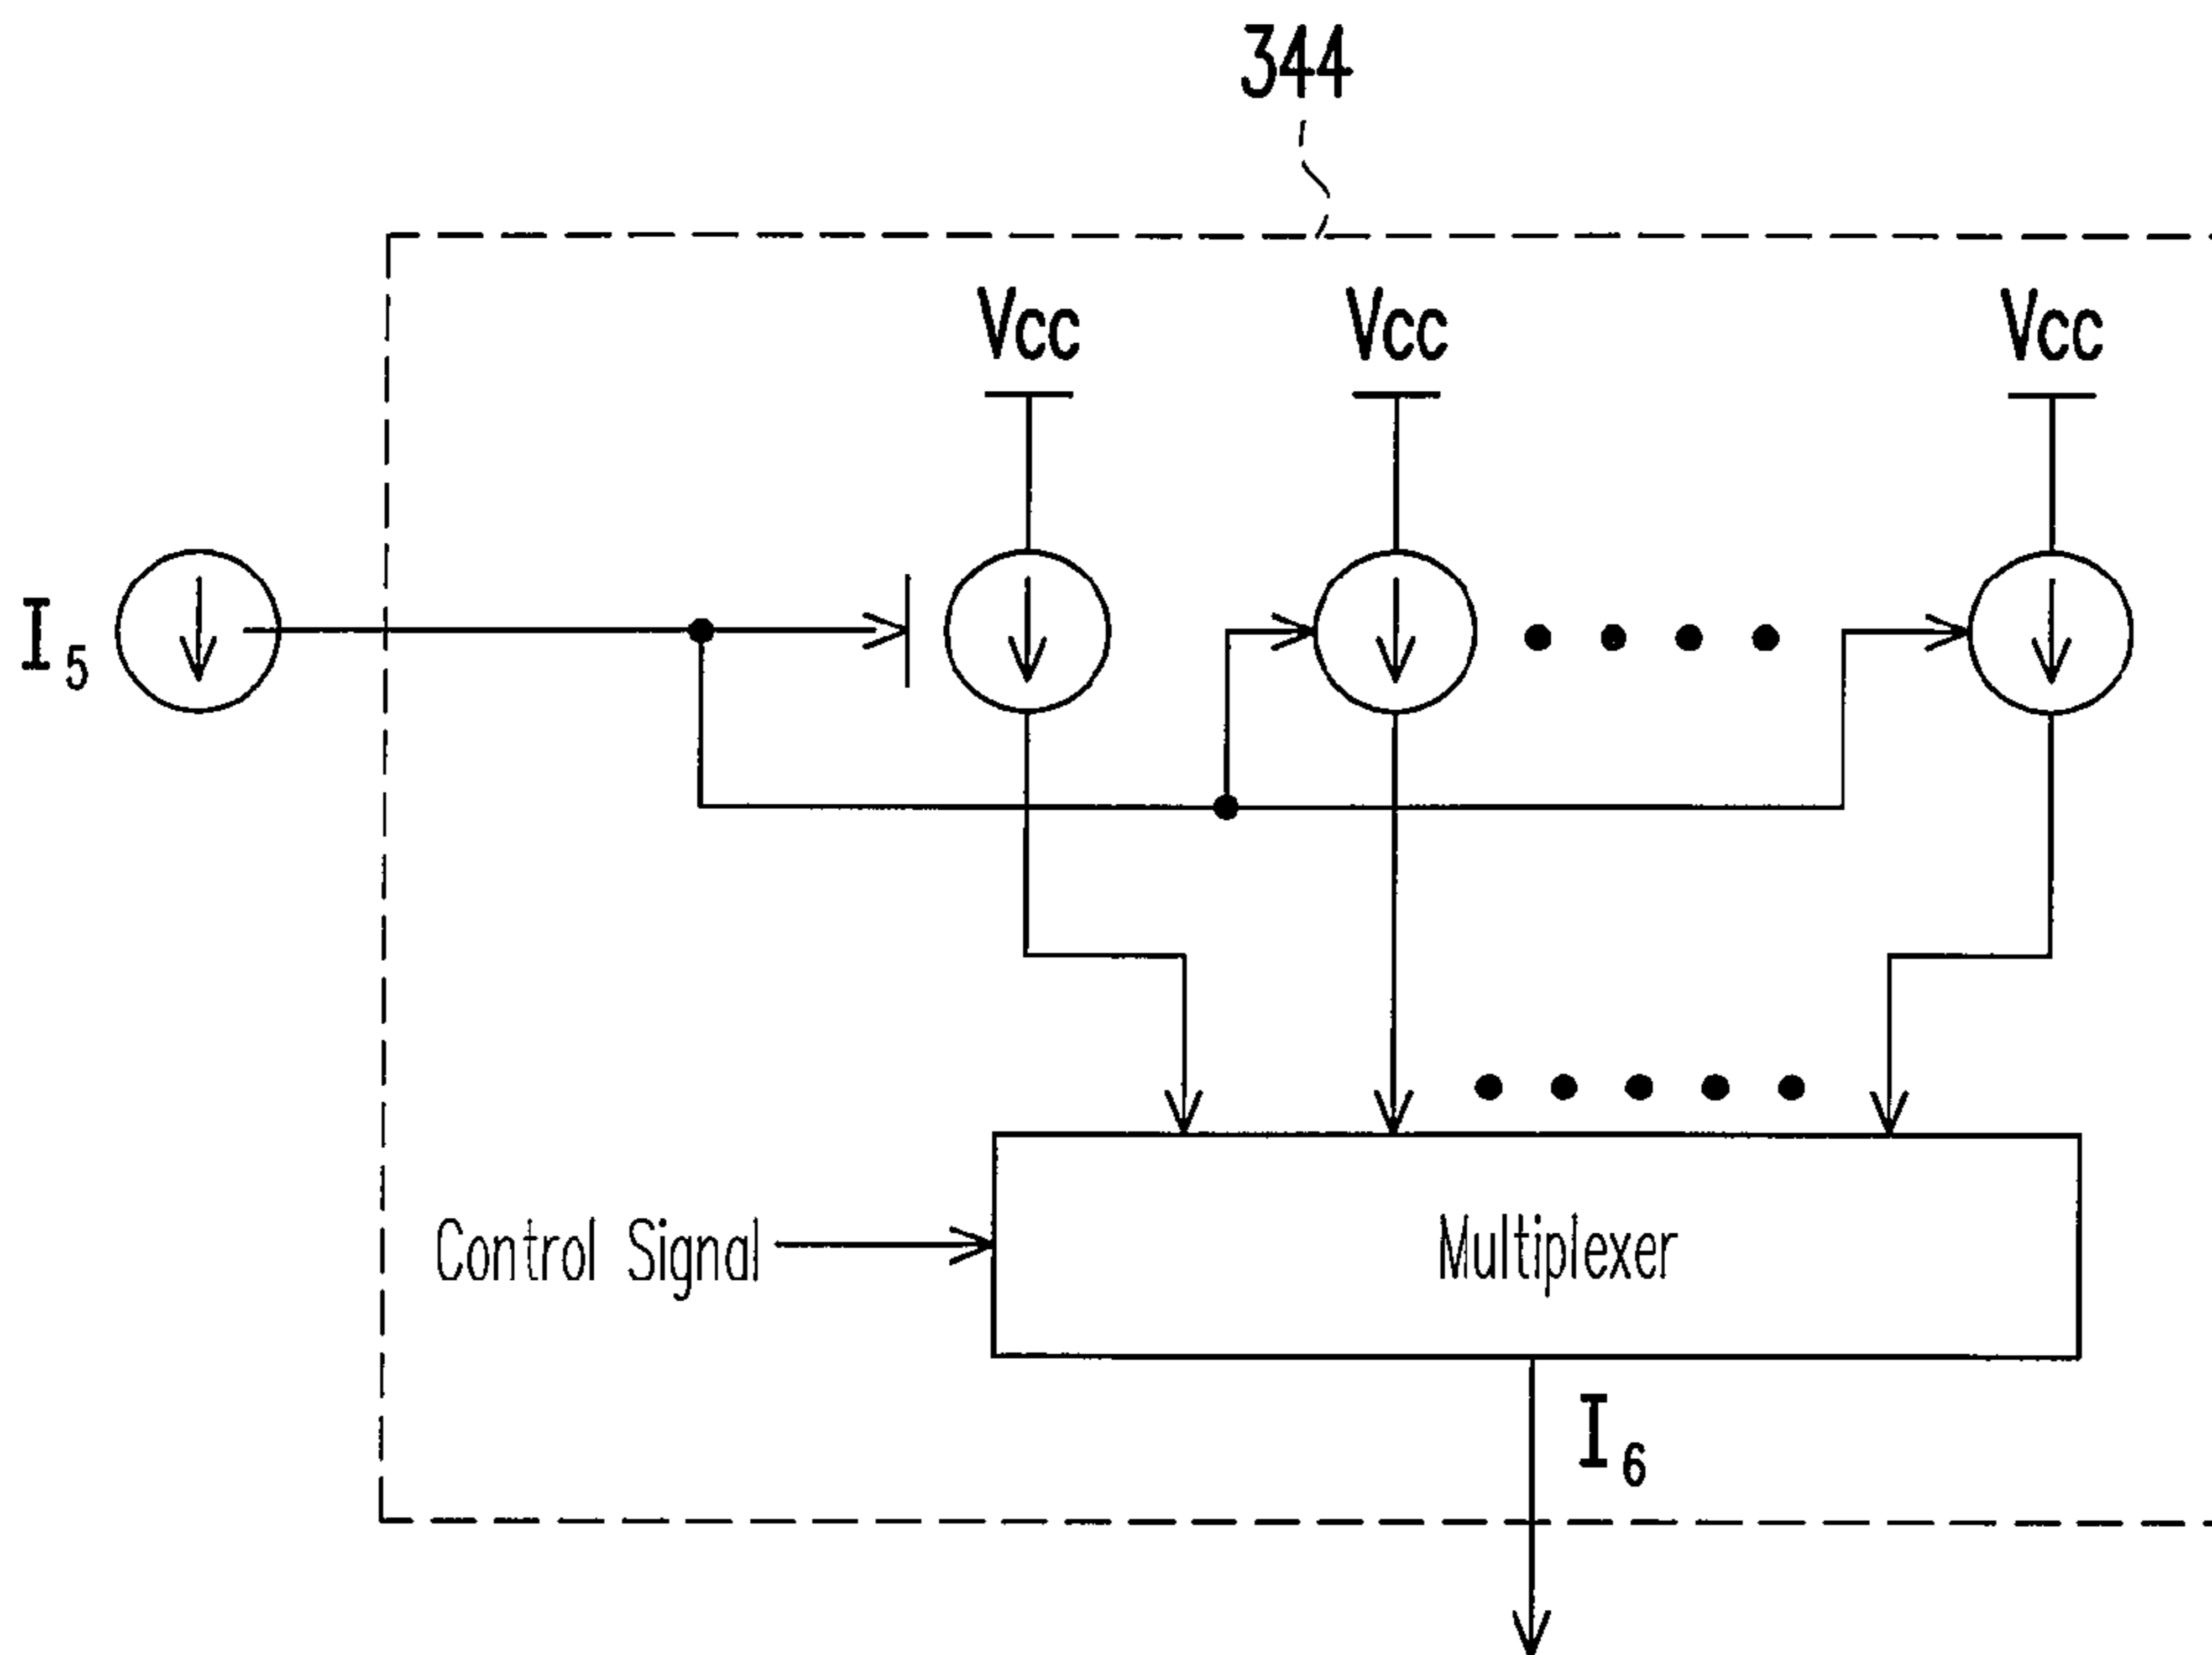 344
Vcc Vcc Vcc
I5
Control Signal
Multiplexer
I6